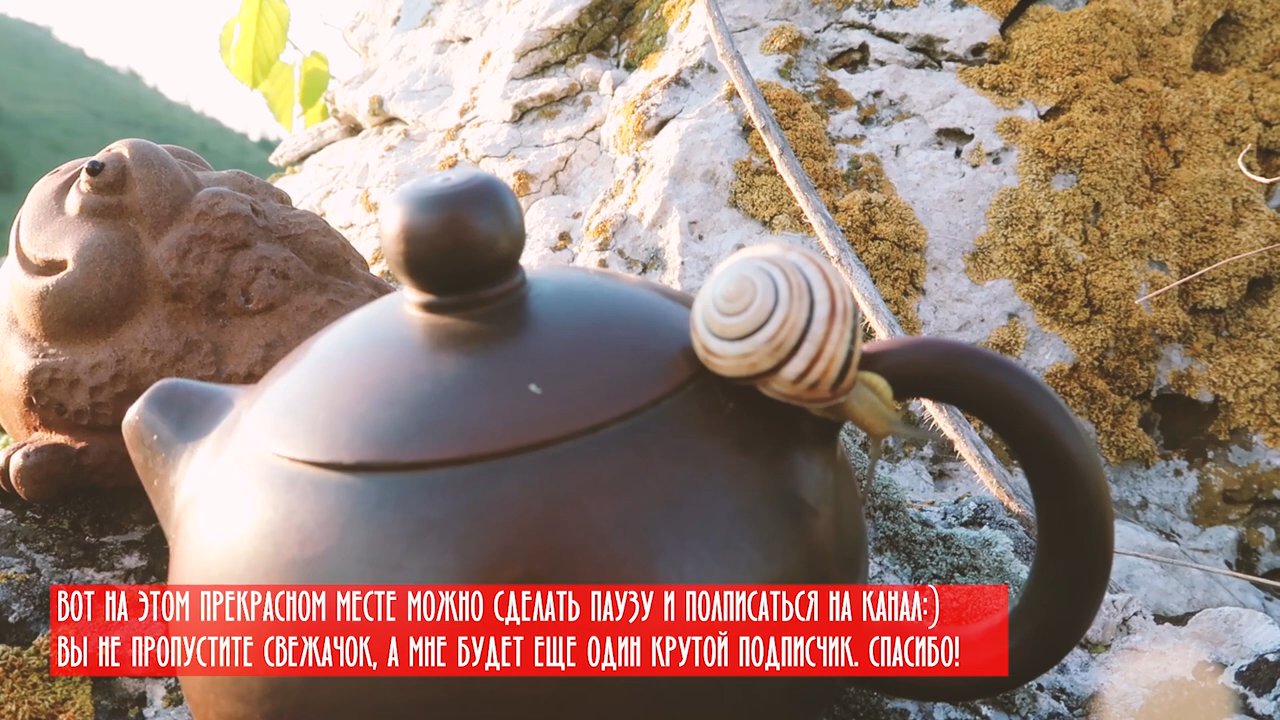 ВОТ НА ЭТОМ ПРЕКРАСНОМ МЕСТЕ МОЖНО СДЕЛАТЬ ПАУЗУ И ПОЛПИСАТЬСЯ НА КАНАЛ:)
ВЫ НЕ ПРОПУСТИТЕ СВЕЖАЧОК, А МНЕ БУДЕТ ЕЩЕ ОДИН КРУТОЙ ПОДПИСЧИК. СПАСИБО!